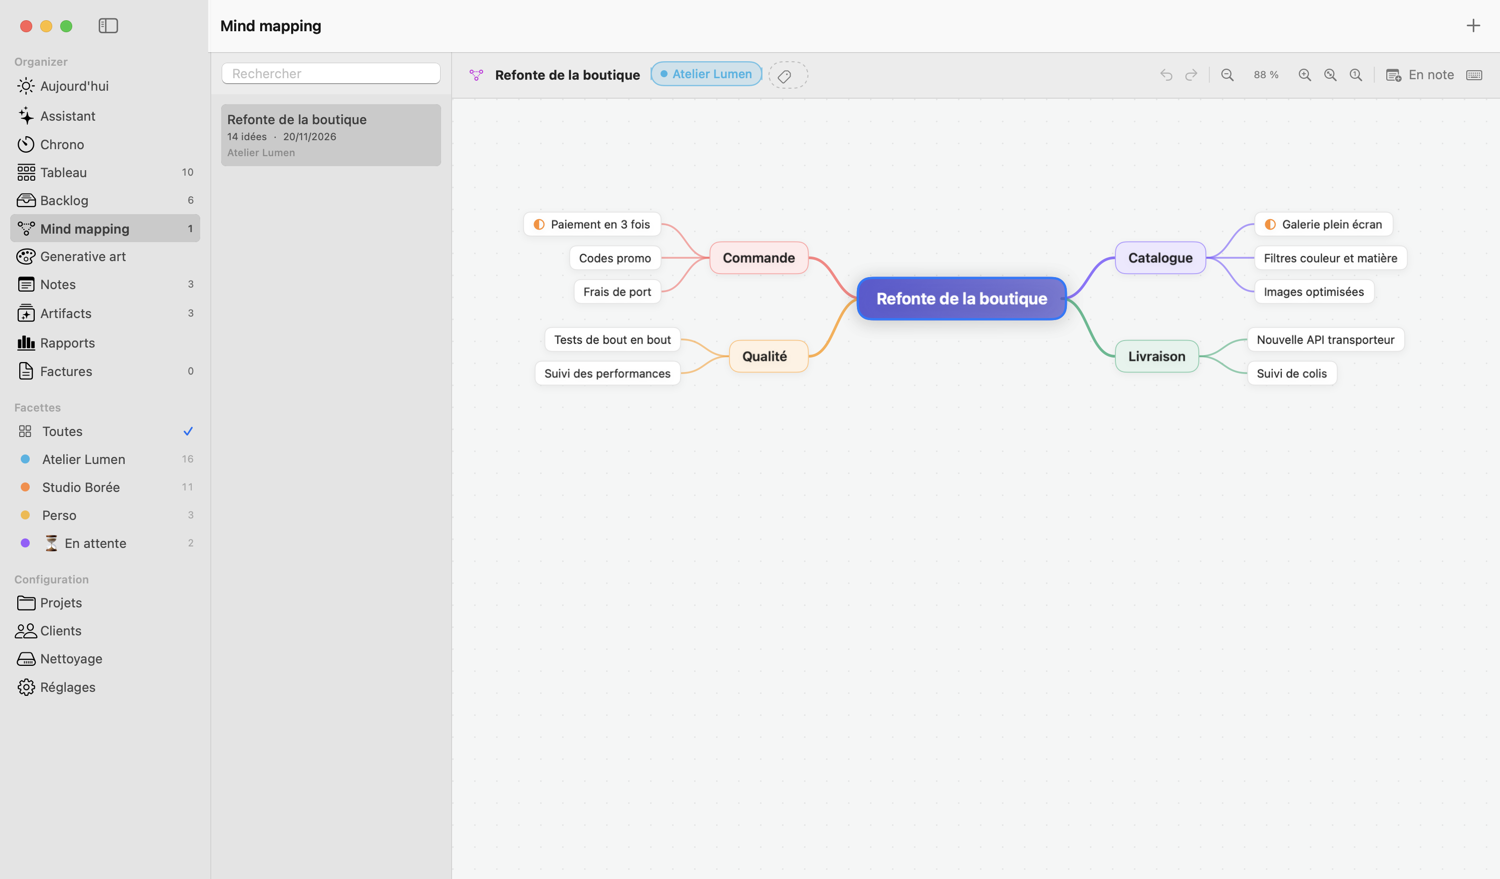 Mind mapping
Organizer
Aujourd'hui
Assistant
Chrono
Tableau 10
Backlog 6
Mind mapping 1
Generative art
Notes 3
Artifacts 3
Rapports
Factures 0
Facettes
Toutes
Atelier Lumen 16
Studio Borée 11
Perso 3
En attente 2
Configuration
Projets
Clients
Nettoyage
Réglages
Rechercher
Refonte de la boutique
14 idées · 20/11/2026
Atelier Lumen
Refonte de la boutique Atelier Lumen 88 % En note
Paiement en 3 fois
Codes promo
Frais de port
Commande
Tests de bout en bout
Suivi des performances
Qualité
Refonte de la boutique
Catalogue
Galerie plein écran
Filtres couleur et matière
Images optimisées
Livraison
Nouvelle API transporteur
Suivi de colis